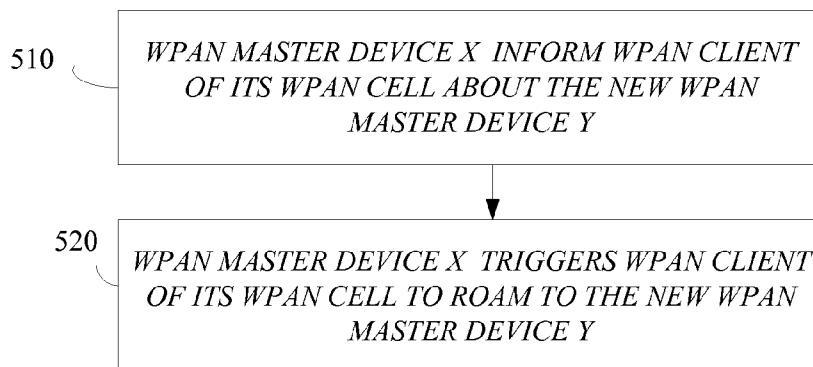 510
WPAN MASTER DEVICE X INFORM WPAN CLIENT
OF ITS WPAN CELL ABOUT THE NEW WPAN
MASTER DEVICE Y
520
WPAN MASTER DEVICE X TRIGGERS WPAN CLIENT
OF ITS WPAN CELL TO ROAM TO THE NEW WPAN
MASTER DEVICE Y